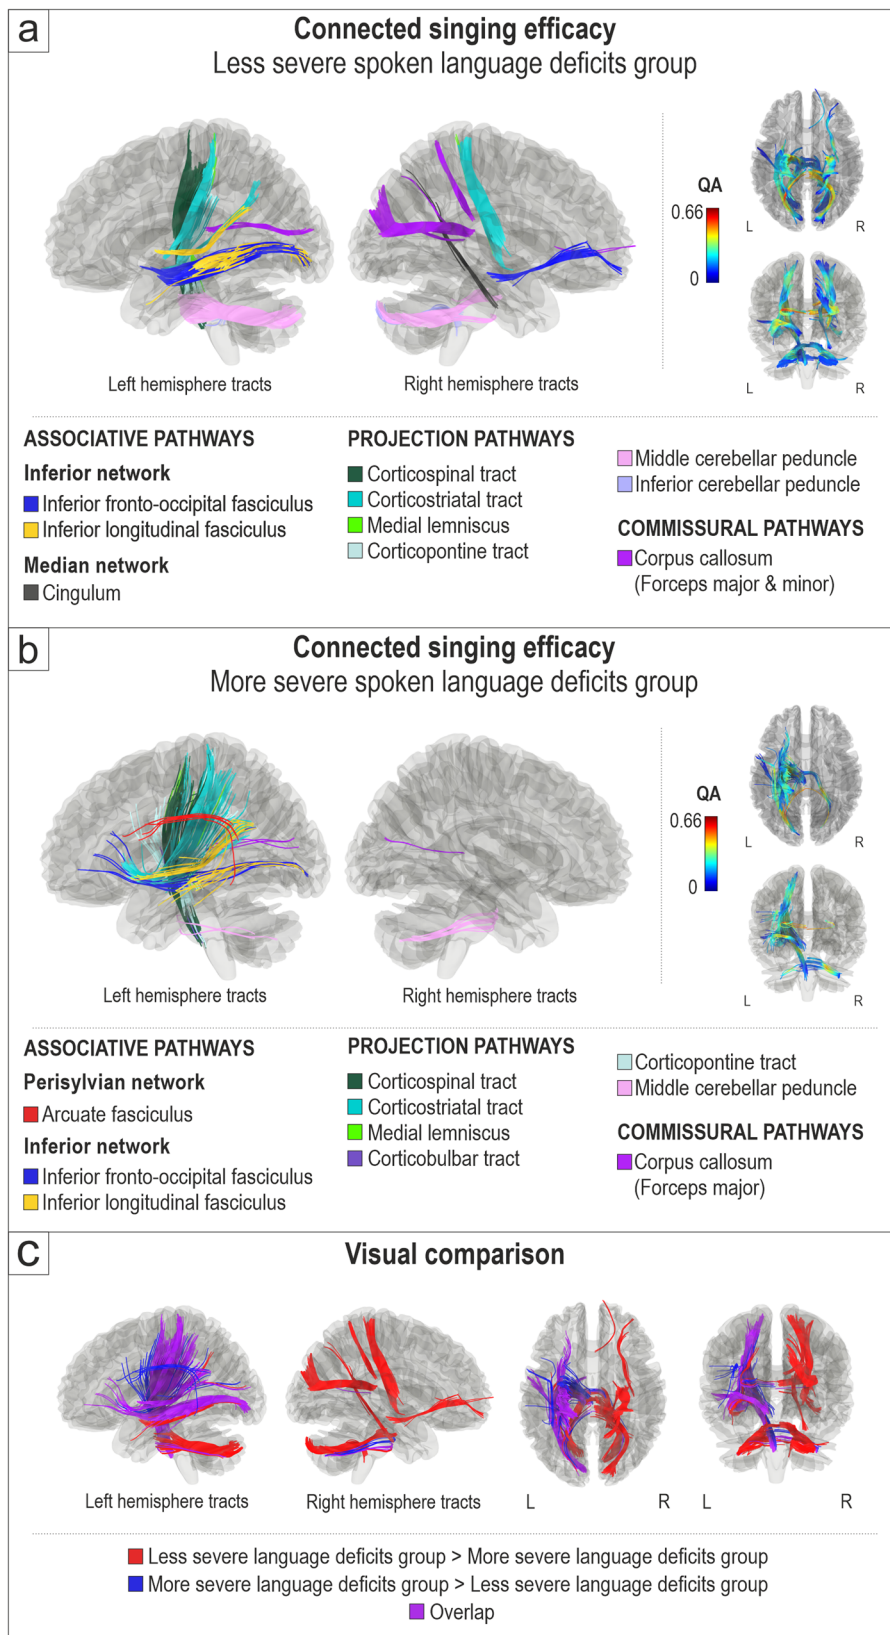 a
Connected singing efficacy
Less severe spoken language deficits group
QA
0.66
0
L R
L R
Left hemisphere tracts
Right hemisphere tracts
ASSOCIATIVE PATHWAYS
Inferior network
Inferior fronto-occipital fasciculus
Inferior longitudinal fasciculus
Median network
Cingulum
PROJECTION PATHWAYS
Corticospinal tract
Corticostriatal tract
Medial lemniscus
Corticopontine tract
Middle cerebellar peduncle
Inferior cerebellar peduncle
COMMISSURAL PATHWAYS
Corpus callosum
(Forceps major & minor)
b
Connected singing efficacy
More severe spoken language deficits group
QA
0.66
0
L R
L R
Left hemisphere tracts
Right hemisphere tracts
ASSOCIATIVE PATHWAYS
Perisylvian network
Arcuate fasciculus
Inferior network
Inferior fronto-occipital fasciculus
Inferior longitudinal fasciculus
PROJECTION PATHWAYS
Corticospinal tract
Corticostriatal tract
Medial lemniscus
Corticobulbar tract
Corticopontine tract
Middle cerebellar peduncle
COMMISSURAL PATHWAYS
Corpus callosum
(Forceps major)
c
Visual comparison
Left hemisphere tracts
Right hemisphere tracts
L R
L R
Less severe language deficits group > More severe language deficits group
More severe language deficits group > Less severe language deficits group
Overlap